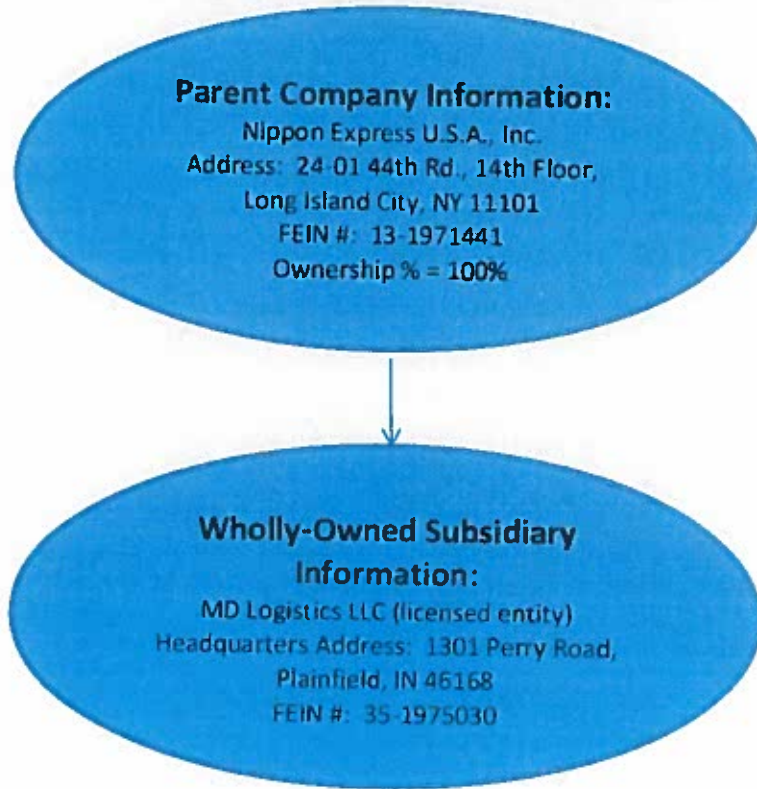 Parent Company Information:
Nippon Express U.S.A., Inc.
Address: 24-01 44th Rd., 14th Floor,
Long Island City, NY 11101
FEIN #: 13-1971441
Ownership % = 100%
Wholly-Owned Subsidiary
Information:
MD Logistics LLC (licensed entity)
Headquarters Address: 1301 Perry Road,
Plainfield, IN 46168
FEIN #: 35-1975030